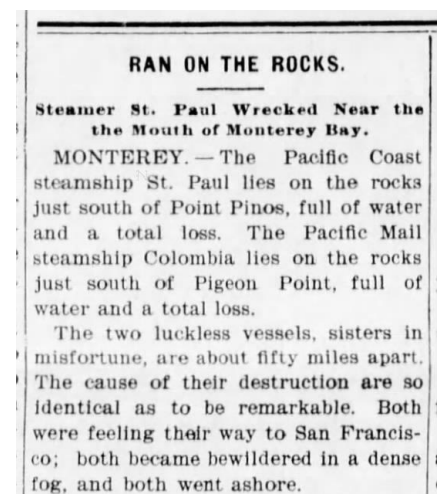 RAN ON THE ROCKS.
Steamer St. Paul Wrecked Near the
the Mouth of Monterey Bay.
MONTEREY. — The Pacific Coast
steamship St. Paul lies on the rocks
just south of Point Pinos, full of water
and a total loss. The Pacific Mail
steamship Colombia lies on the rocks
just south of Pigeon Point, full of
water and a total loss.
The two luckless vessels, sisters in
misfortune, are about fifty miles apart.
The cause of their destruction are so
identical as to be remarkable. Both
were feeling their way to San Francis-
co; both became bewildered in a dense
fog, and both went ashore.